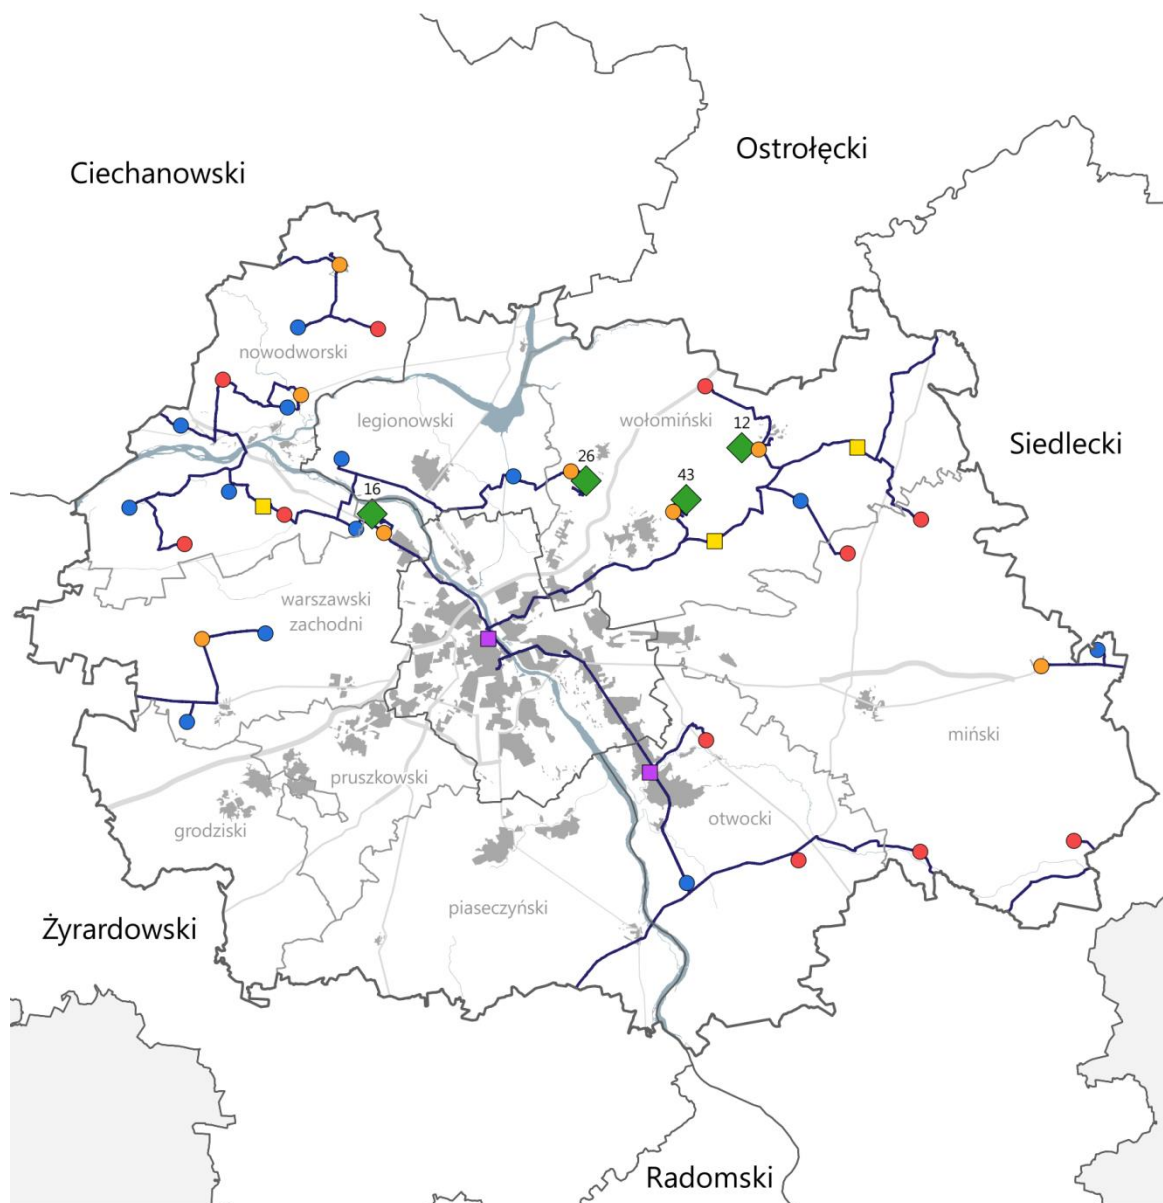 Ostrołęcki
Ciechanowski
nowodworski
legionowski
wołomiński
12
Siedlecki
26
43
16
warszawski
zachodni
miński
pruszkowski
otwocki
grodziski
piaseczyński
Żyrardowski
Radomski